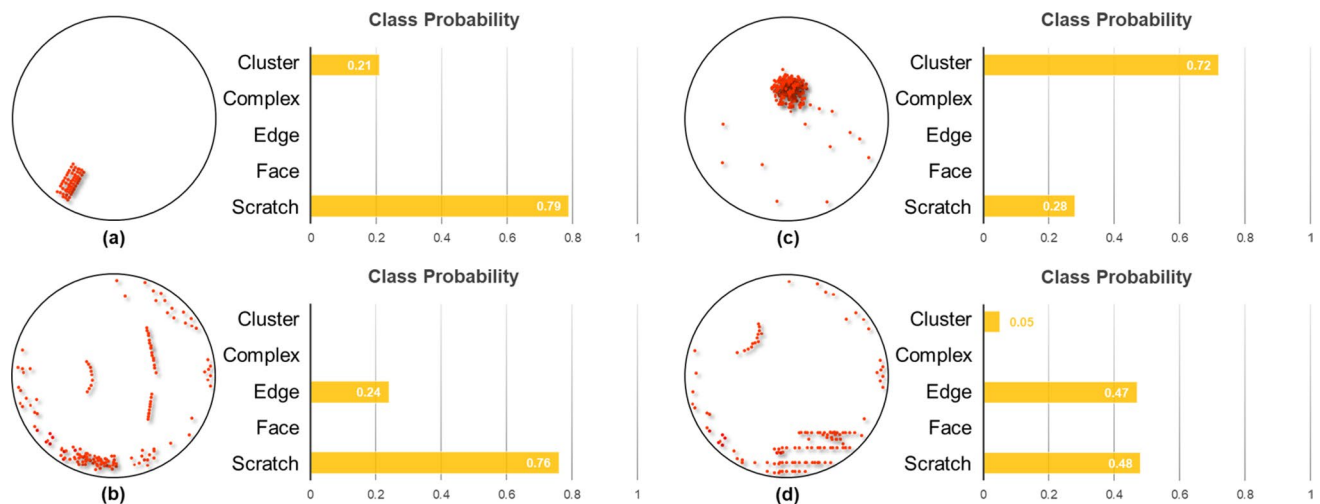 Class Probability
Cluster 0.21
Complex
Edge
Face
Scratch 0.79
0 0.2 0.4 0.6 0.8 1
(a)
Class Probability
Cluster 0.72
Complex
Edge
Face
Scratch 0.28
0 0.2 0.4 0.6 0.8 1
(c)
Class Probability
Cluster
Complex
Edge 0.24
Face
Scratch 0.76
0 0.2 0.4 0.6 0.8 1
(b)
Class Probability
Cluster 0.05
Complex
Edge 0.47
Face
Scratch 0.48
0 0.2 0.4 0.6 0.8 1
(d)